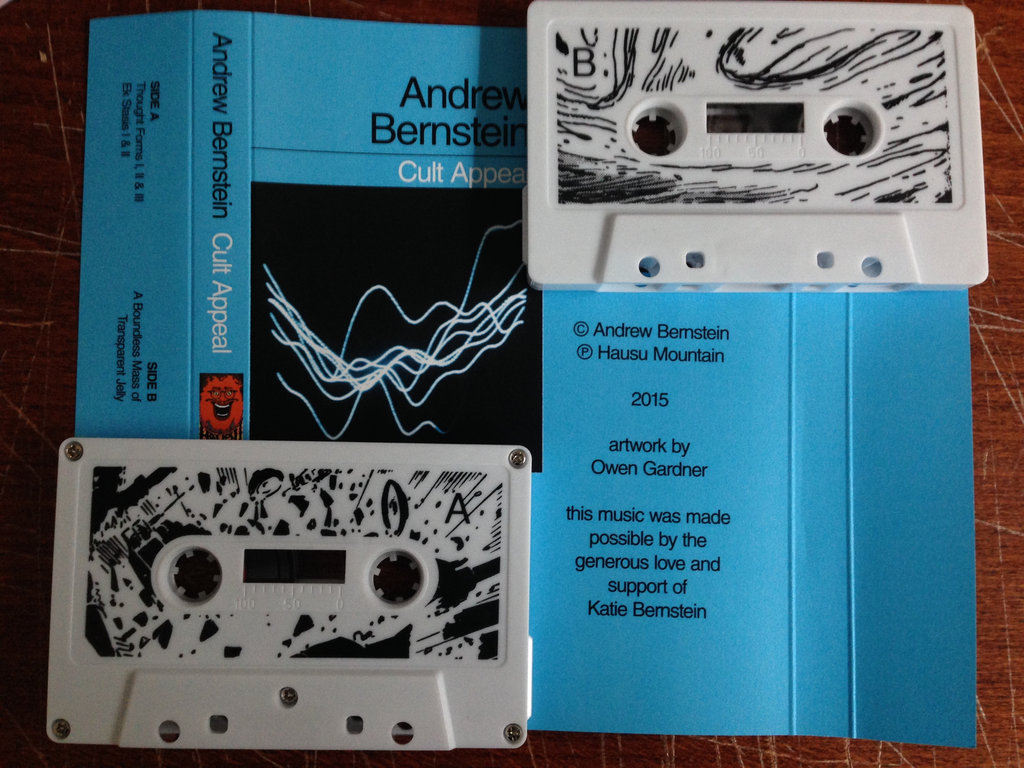 SIDE A
Thought Forms I, II & III
Ek Stasis I & II
SIDE B
A Boundless Mass of
Transparent Jelly
Andrew Bernstein Cult Appeal
Andrew
Bernstein
Cult Appea
B
100 50 0
© Andrew Bernstein
℗ Hausu Mountain
2015
artwork by
Owen Gardner
this music was made
possible by the
generous love and
support of
Katie Bernstein
A
100 50 0